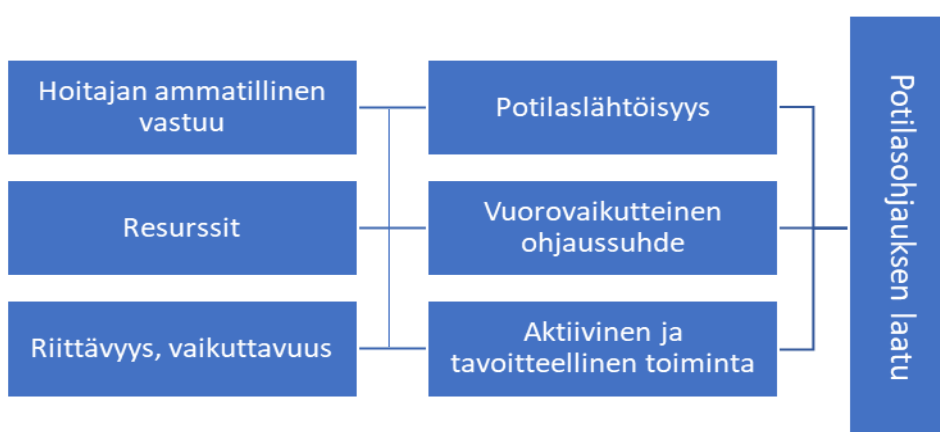 Hoitajan ammatillinen
vastuu
Potilaslähtöisyys
Resurssit
Vuorovaikutteinen
ohjaussuhde
Riittävyys, vaikuttavuus
Aktiivinen ja
tavoitteellinen toiminta
Potilasohjauksen laatu